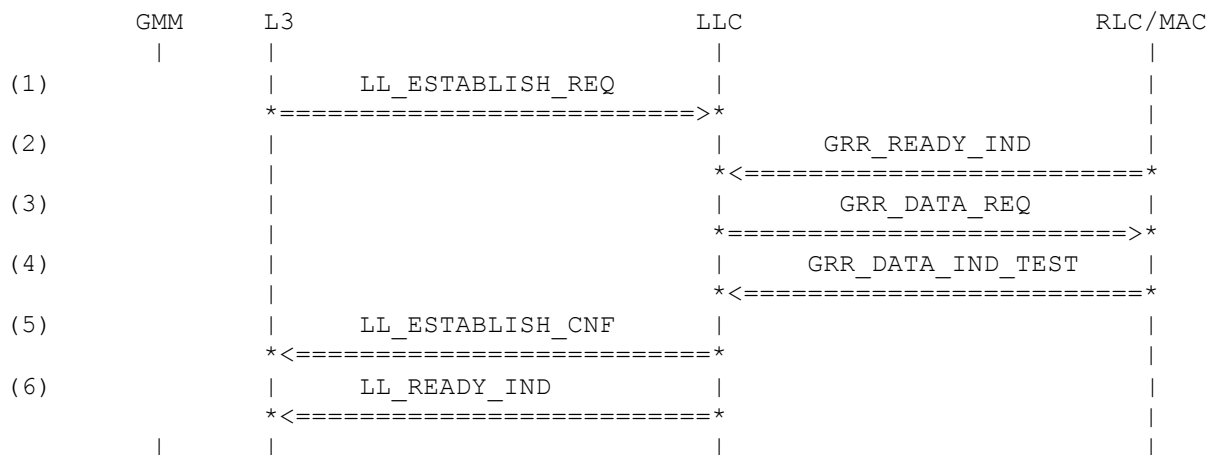 GMM L3 LLC RLC/MAC
| | | |
(1) | LL_ESTABLISH_REQ | |
*==========================>* |
(2) | | GRR_READY_IND |
| *<=========================*
(3) | | GRR_DATA_REQ |
| *=========================>*
(4) | | GRR_DATA_IND_TEST |
| *<=========================*
(5) | LL_ESTABLISH_CNF | |
*<==========================* |
(6) | LL_READY_IND | |
*<==========================* |
| | | |